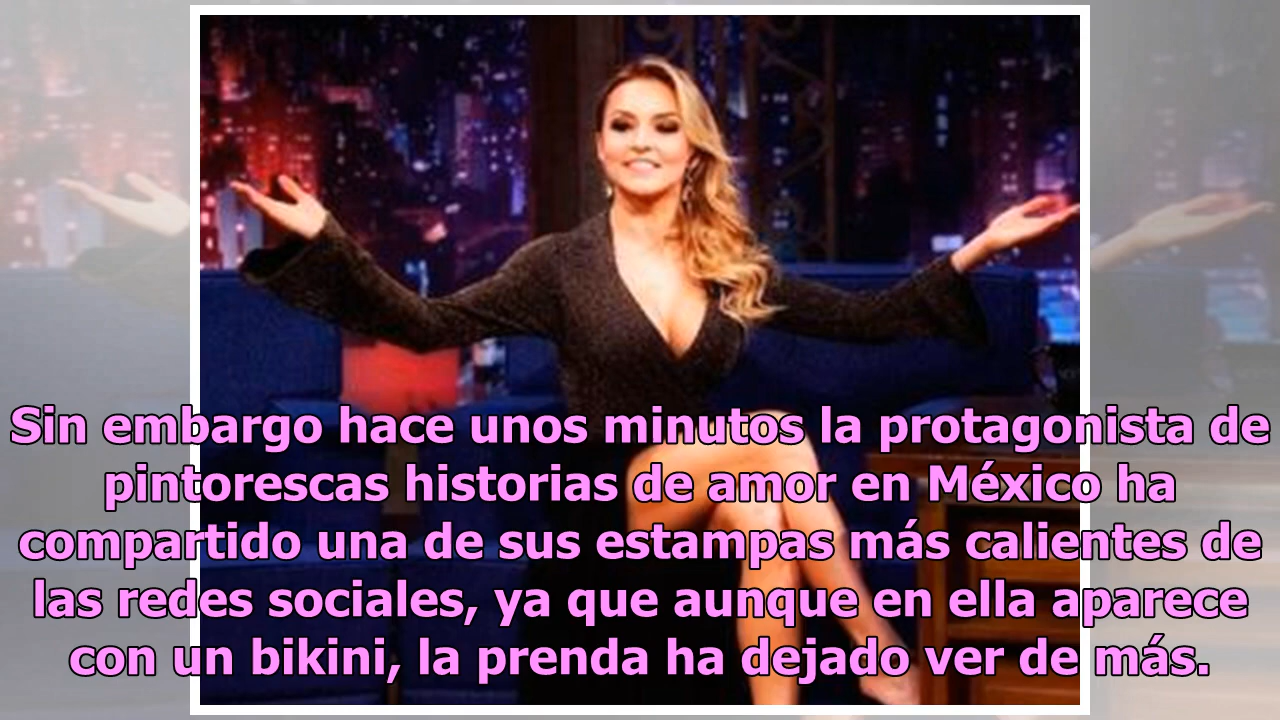 Sin embargo hace unos minutos la protagonista de
pintorescas historias de amor en México ha
compartido una de sus estampas más calientes de
las redes sociales, ya que aunque en ella aparece
con un bikini, la prenda ha dejado ver de más.